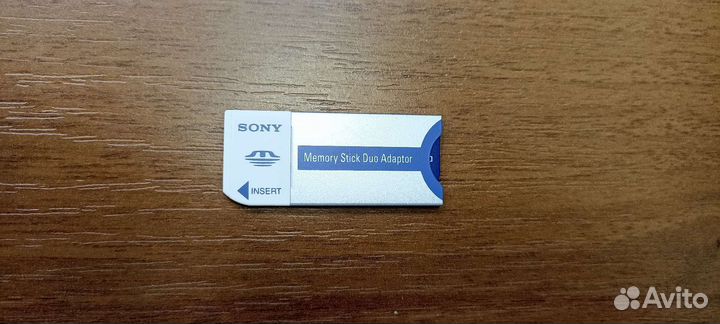 SONY
Memory Stick Duo Adaptor
INSERT
Avito